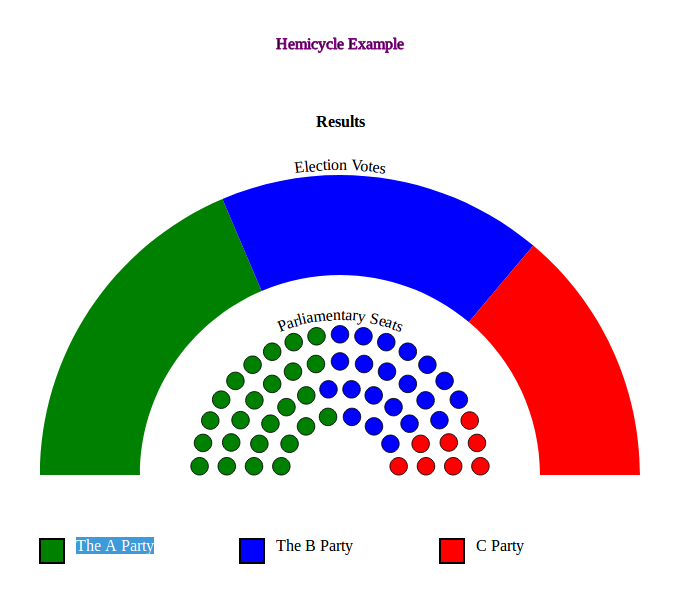 Hemicycle Example
Results
Election Votes
Parliamentary Seats
The A Party
The B Party
C Party